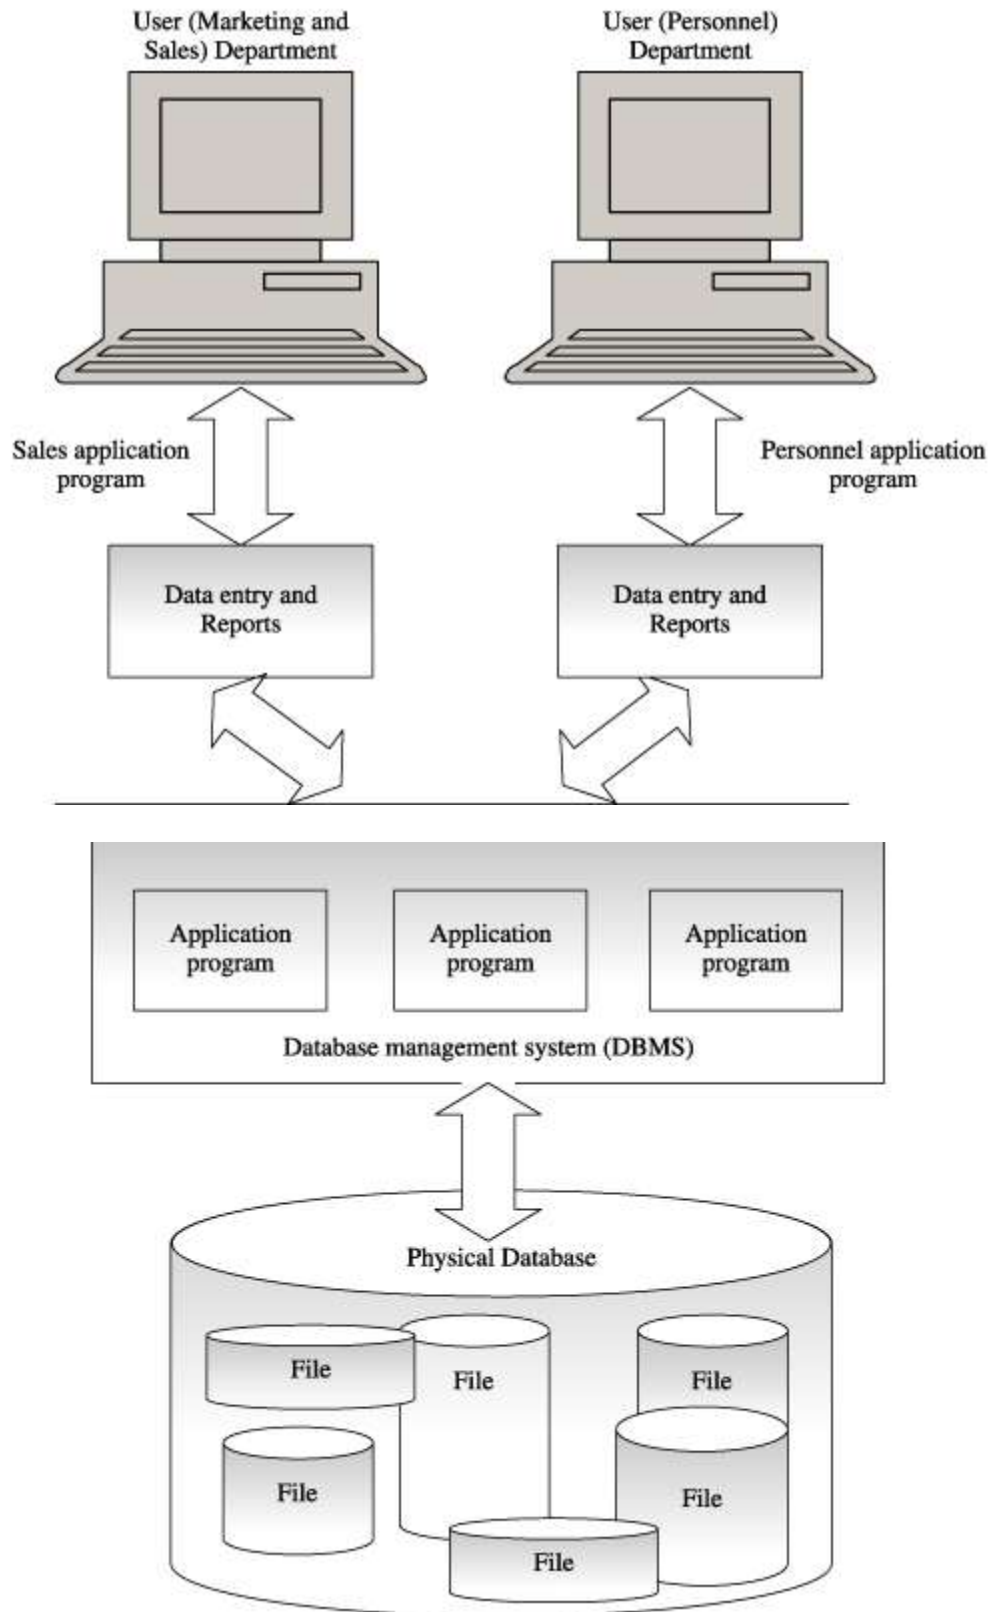 User (Marketing and
Sales) Department
User (Personnel)
Department
Sales application
program
Personnel application
program
Data entry and
Reports
Data entry and
Reports
Application
program
Application
program
Application
program
Database management system (DBMS)
Physical Database
File
File
File
File
File
File